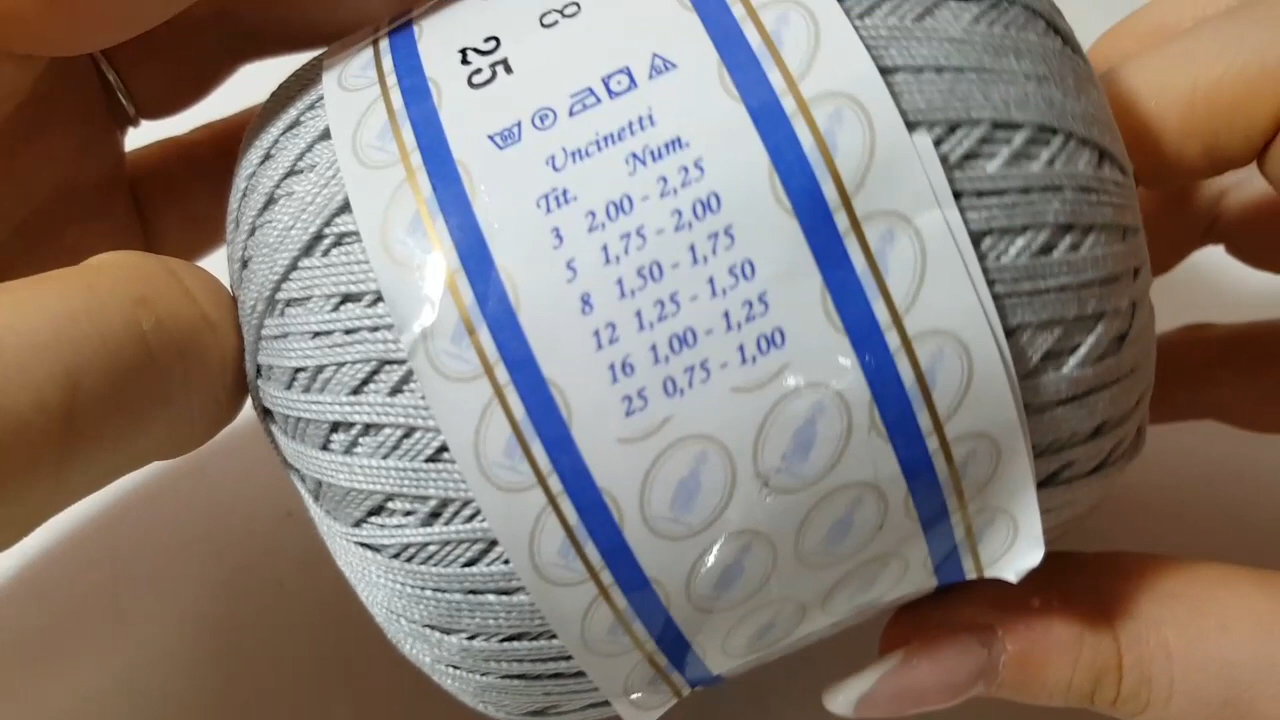 8
25
Uncinetti
Tit. Num.
3 2,00 - 2,25
5 1,75 - 2,00
8 1,50 - 1,75
12 1,25 - 1,50
16 1,00 - 1,25
25 0,75 - 1,00